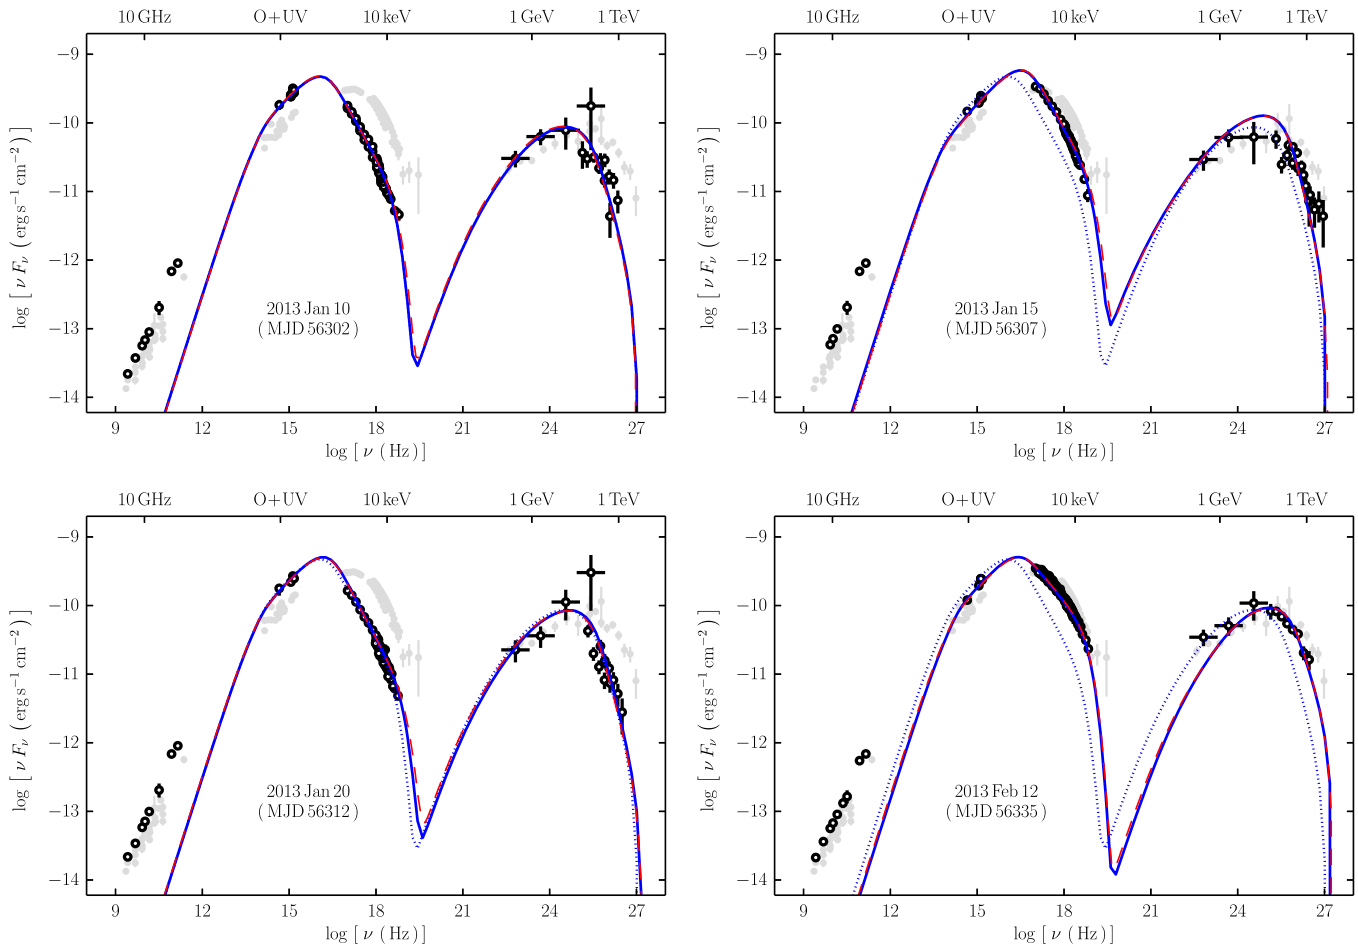 10 GHz O+UV 10 keV 1 GeV 1 TeV
−9
−10
−11
−12
−13
−14
log [ ν Fν ( erg s−1 cm−2 ) ]
2013 Jan 10
( MJD 56302 )
9 12 15 18 21 24 27
log [ ν ( Hz ) ]
10 GHz O+UV 10 keV 1 GeV 1 TeV
−9
−10
−11
−12
−13
−14
log [ ν Fν ( erg s−1 cm−2 ) ]
2013 Jan 15
( MJD 56307 )
9 12 15 18 21 24 27
log [ ν ( Hz ) ]
10 GHz O+UV 10 keV 1 GeV 1 TeV
−9
−10
−11
−12
−13
−14
log [ ν Fν ( erg s−1 cm−2 ) ]
2013 Jan 20
( MJD 56312 )
9 12 15 18 21 24 27
log [ ν ( Hz ) ]
10 GHz O+UV 10 keV 1 GeV 1 TeV
−9
−10
−11
−12
−13
−14
log [ ν Fν ( erg s−1 cm−2 ) ]
2013 Feb 12
( MJD 56335 )
9 12 15 18 21 24 27
log [ ν ( Hz ) ]